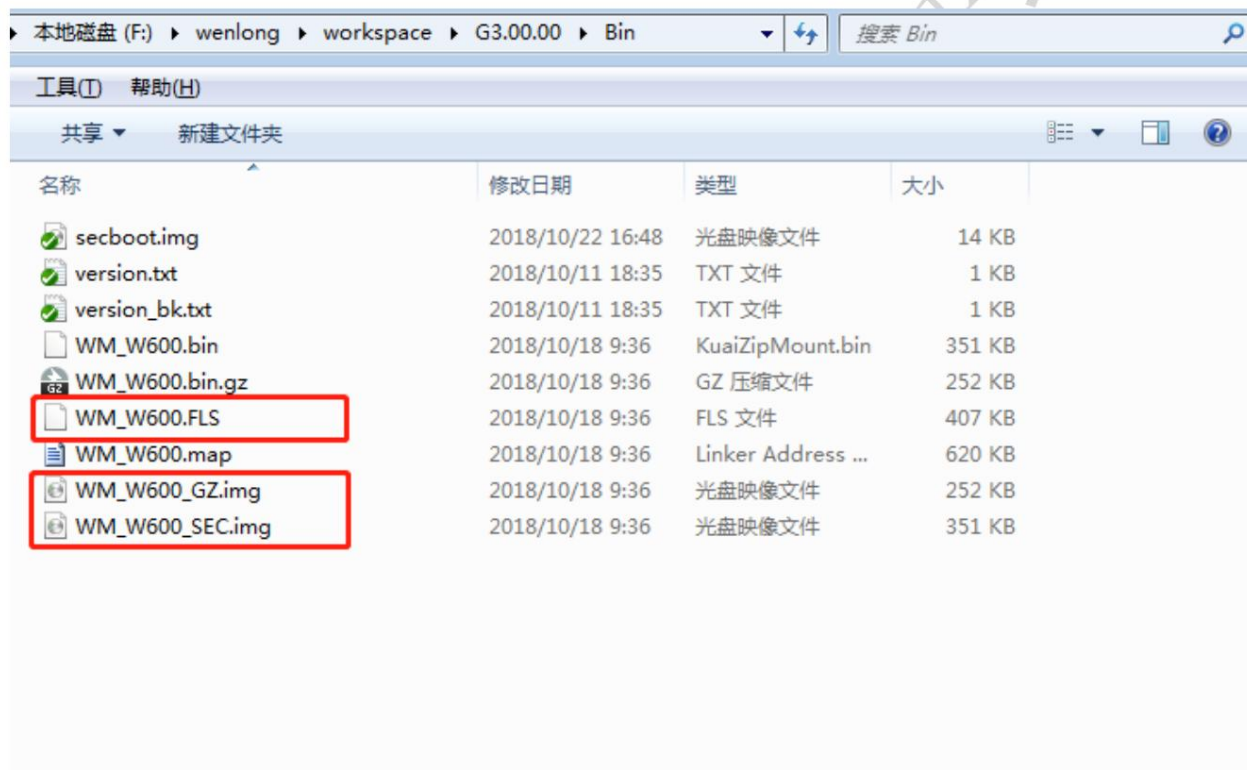 本地磁盘 (F:) wenlong workspace G3.00.00 Bin 搜索 Bin
工具(T) 帮助(H)
共享 新建文件夹
名称 修改日期 类型 大小
secboot.img 2018/10/22 16:48 光盘映像文件 14 KB
version.txt 2018/10/11 18:35 TXT 文件 1 KB
version_bk.txt 2018/10/11 18:35 TXT 文件 1 KB
WM_W600.bin 2018/10/18 9:36 KuaiZipMount.bin 351 KB
GZ WM_W600.bin.gz 2018/10/18 9:36 GZ 压缩文件 252 KB
WM_W600.FLS 2018/10/18 9:36 FLS 文件 407 KB
WM_W600.map 2018/10/18 9:36 Linker Address ... 620 KB
WM_W600_GZ.img 2018/10/18 9:36 光盘映像文件 252 KB
WM_W600_SEC.img 2018/10/18 9:36 光盘映像文件 351 KB